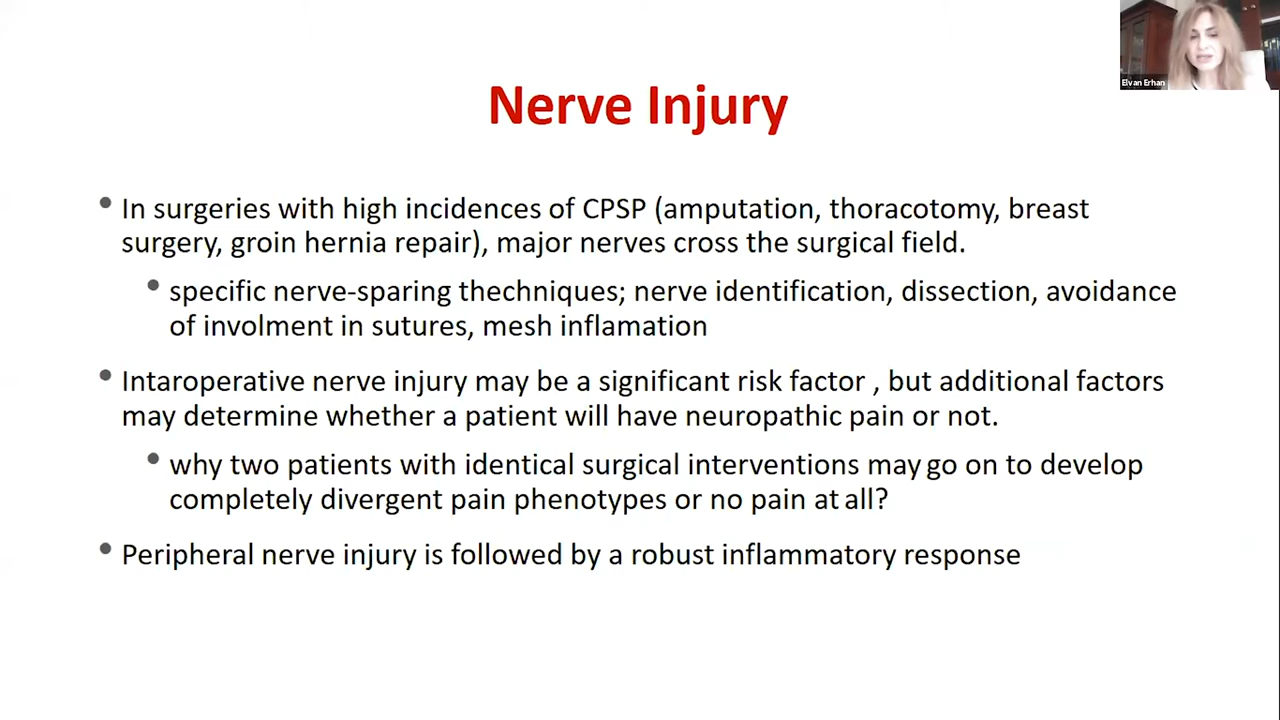 Elvan Erhan
Nerve Injury
• In surgeries with high incidences of CPSP (amputation, thoracotomy, breast
surgery, groin hernia repair), major nerves cross the surgical field.
• specific nerve-sparing thechniques; nerve identification, dissection, avoidance
of involment in sutures, mesh inflamation
• Intaroperative nerve injury may be a significant risk factor , but additional factors
may determine whether a patient will have neuropathic pain or not.
• why two patients with identical surgical interventions may go on to develop
completely divergent pain phenotypes or no pain at all?
• Peripheral nerve injury is followed by a robust inflammatory response